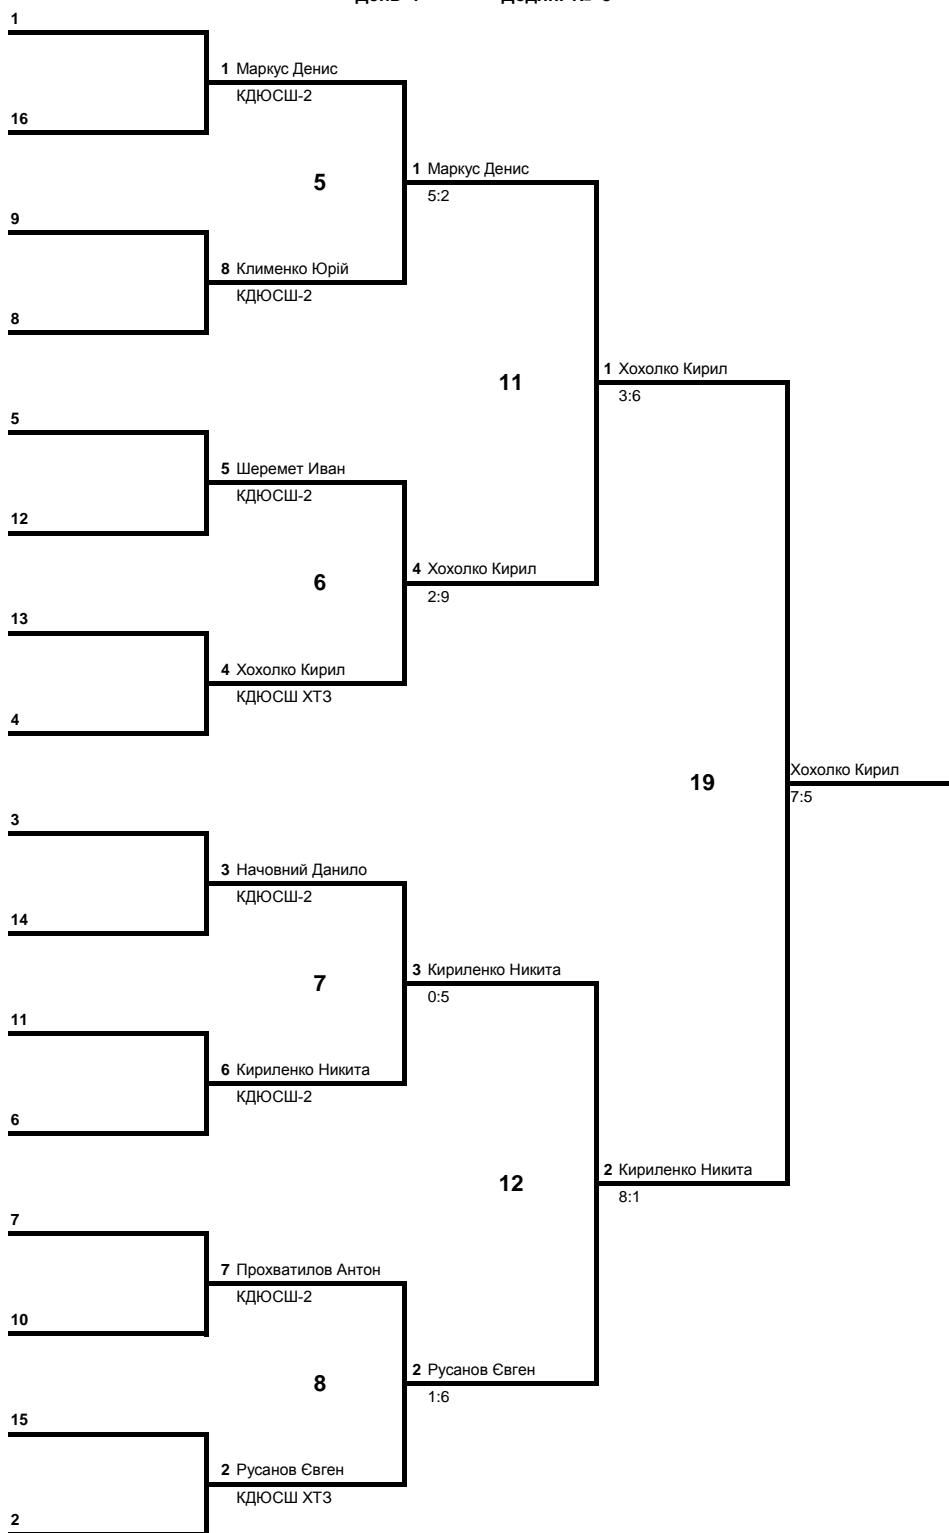 1
1 Маркус Денис
КДЮСШ-2
16
1 Маркус Денис
5
5:2
9
8 Клименко Юрій
КДЮСШ-2
8
11
1 Хохолко Кирил
3:6
5
5 Шеремет Иван
КДЮСШ-2
12
4 Хохолко Кирил
6
2:9
13
4 Хохолко Кирил
КДЮСШ ХТЗ
4
19
Хохолко Кирил
7:5
3
3 Начовний Данило
КДЮСШ-2
14
3 Кириленко Никита
7
0:5
11
6 Кириленко Никита
КДЮСШ-2
6
12
2 Кириленко Никита
8:1
7
7 Прохватилов Антон
КДЮСШ-2
10
2 Русанов Євген
8
1:6
15
2 Русанов Євген
КДЮСШ ХТЗ
2